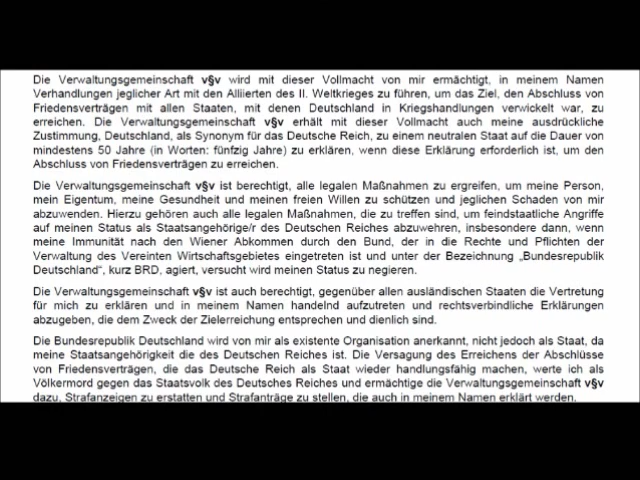 Die Verwaltungsgemeinschaft v§v wird mit dieser Vollmacht von mir ermächtigt, in meinem Namen
Verhandlungen jeglicher Art mit den Alliierten des II. Weltkrieges zu führen, um das Ziel, den Abschluss von
Friedensverträgen mit allen Staaten, mit denen Deutschland in Kriegshandlungen verwickelt war, zu
erreichen. Die Verwaltungsgemeinschaft v§v erhält mit dieser Vollmacht auch meine ausdrückliche
Zustimmung, Deutschland, als Synonym für das Deutsche Reich, zu einem neutralen Staat auf die Dauer von
mindestens 50 Jahre (in Worten: fünfzig Jahre) zu erklären, wenn diese Erklärung erforderlich ist, um den
Abschluss von Friedensverträgen zu erreichen.
Die Verwaltungsgemeinschaft v§v ist berechtigt, alle legalen Maßnahmen zu ergreifen, um meine Person,
mein Eigentum, meine Gesundheit und meinen freien Willen zu schützen und jeglichen Schaden von mir
abzuwenden. Hierzu gehören auch alle legalen Maßnahmen, die zu treffen sind, um feindstaatliche Angriffe
auf meinen Status als Staatsangehörige/r des Deutschen Reiches abzuwehren, insbesondere dann, wenn
meine Immunität nach den Wiener Abkommen durch den Bund, der in die Rechte und Pflichten der
Verwaltung des Vereinten Wirtschaftsgebietes eingetreten ist und unter der Bezeichnung „Bundesrepublik
Deutschland“, kurz BRD, agiert, versucht wird meinen Status zu negieren.
Die Verwaltungsgemeinschaft v§v ist auch berechtigt, gegenüber allen ausländischen Staaten die Vertretung
für mich zu erklären und in meinem Namen handelnd aufzutreten und rechtsverbindliche Erklärungen
abzugeben, die dem Zweck der Zielerreichung entsprechen und dienlich sind.
Die Bundesrepublik Deutschland wird von mir als existente Organisation anerkannt, nicht jedoch als Staat, da
meine Staatsangehörigkeit die des Deutschen Reiches ist. Die Versagung des Erreichens der Abschlüsse
von Friedensverträgen, die das Deutsche Reich als Staat wieder handlungsfähig machen, werte ich als
Völkermord gegen das Staatsvolk des Deutsches Reiches und ermächtige die Verwaltungsgemeinschaft v§v
dazu, Strafanzeigen zu erstatten und Strafanträge zu stellen, die auch in meinem Namen erklärt werden.